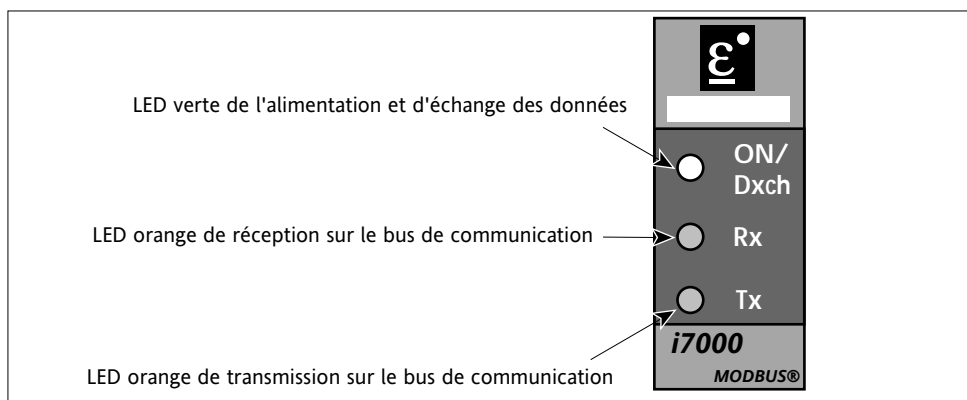 ε
LED verte de l'alimentation et d'échange des données
ON/
Dxch
LED orange de réception sur le bus de communication
Rx
Tx
i7000
LED orange de transmission sur le bus de communication
MODBUS®